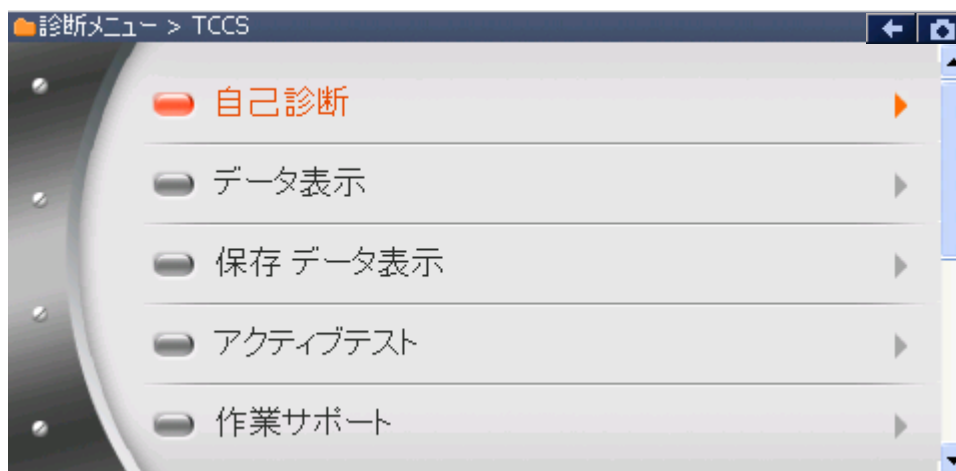 診断メニュー > TCCS
自己診断
データ表示
保存 データ表示
アクティブテスト
作業サポート